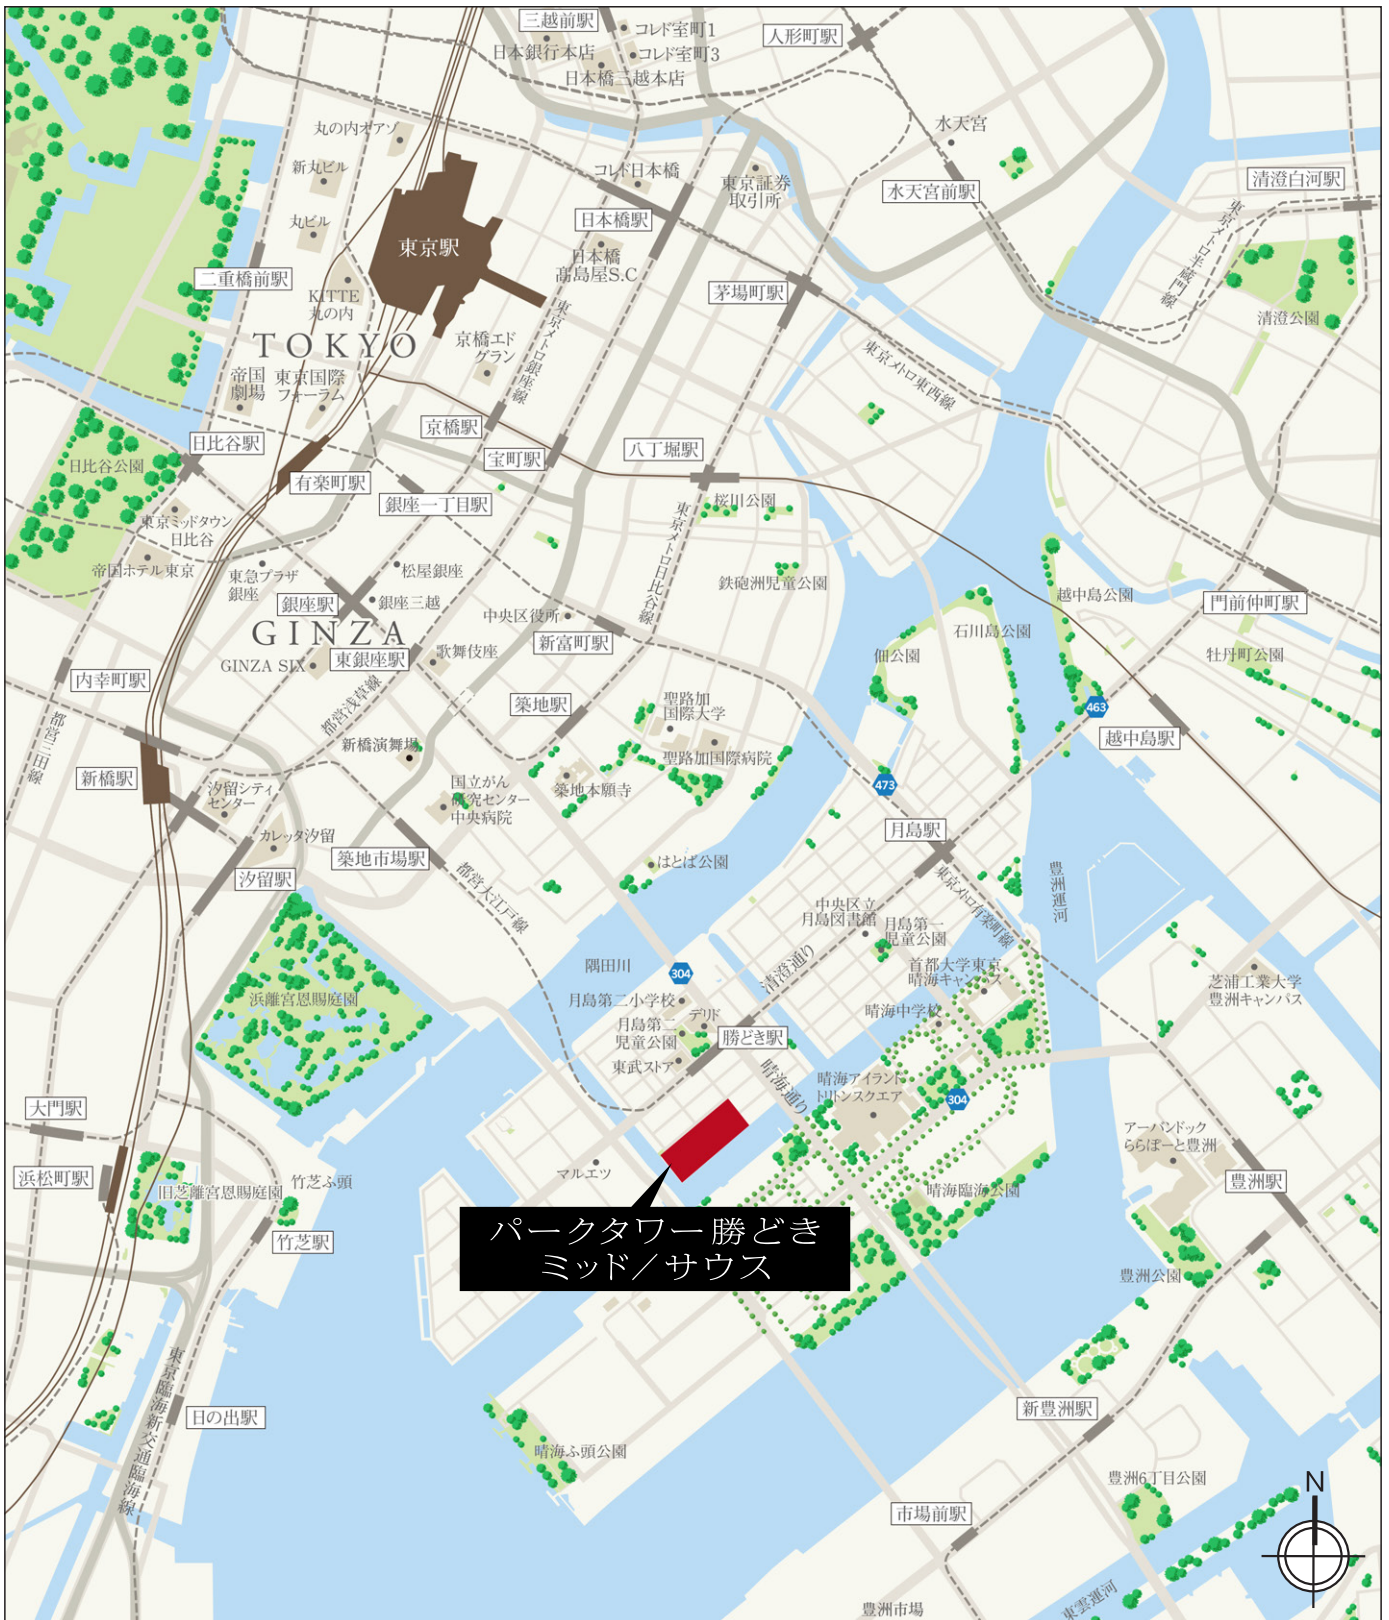 三越前駅
コレド室町1
人形町駅
日本銀行本店
コレド室町3
日本橋三越本店
丸の内オアゾ
水天宮
新丸ビル
コレド日本橋
東京証券
取引所
水天宮前駅
清澄白河駅
東京メトロ半蔵門線
丸ビル
日本橋駅
東京駅
日本橋
髙島屋S.C
二重橋前駅
KITTE
丸の内
茅場町駅
清澄公園
東京メトロ銀座線
TOKYO
京橋エド
グラン
東京メトロ東西線
帝国
劇場
東京国際
フォーラム
京橋駅
日比谷駅
宝町駅
八丁堀駅
日比谷公園
有楽町駅
銀座一丁目駅
桜川公園
東京メトロ日比谷線
東京ミッドタウン
日比谷
帝国ホテル東京
東急プラザ
銀座
松屋銀座
鉄砲洲児童公園
越中島公園
銀座駅
銀座三越
中央区役所
門前仲町駅
GINZA
新富町駅
石川島公園
GINZA SIX
東銀座駅
歌舞伎座
佃公園
牡丹町公園
内幸町駅
都営浅草線
築地駅
聖路加
国際大学
463
都営三田線
新橋演舞場
聖路加国際病院
越中島駅
新橋駅
汐留シティ
センター
国立がん
研究センター
中央病院
築地本願寺
473
カレッタ汐留
築地市場駅
月島駅
汐留駅
都営大江戸線
はとば公園
東京メトロ有楽町線
豊洲運河
中央区立
月島図書館
月島第一
児童公園
隅田川
304
清澄通り
首都大学東京
晴海キャンパス
芝浦工業大学
豊洲キャンパス
浜離宮恩賜庭園
月島第二小学校
デリド
晴海中学校
月島第二
児童公園
勝どき駅
東武ストア
晴海通り
晴海アイランド
トリトンスクエア
304
大門駅
アーバンドック
ららぽーと豊洲
浜松町駅
旧芝離宮恩賜庭園
竹芝ふ頭
マルエツ
晴海臨海公園
豊洲駅
竹芝駅
パークタワー勝どき
ミッド／サウス
豊洲公園
東京臨海新交通臨海線
日の出駅
新豊洲駅
晴海ふ頭公園
豊洲6丁目公園
N
市場前駅
豊洲市場
東雲運河